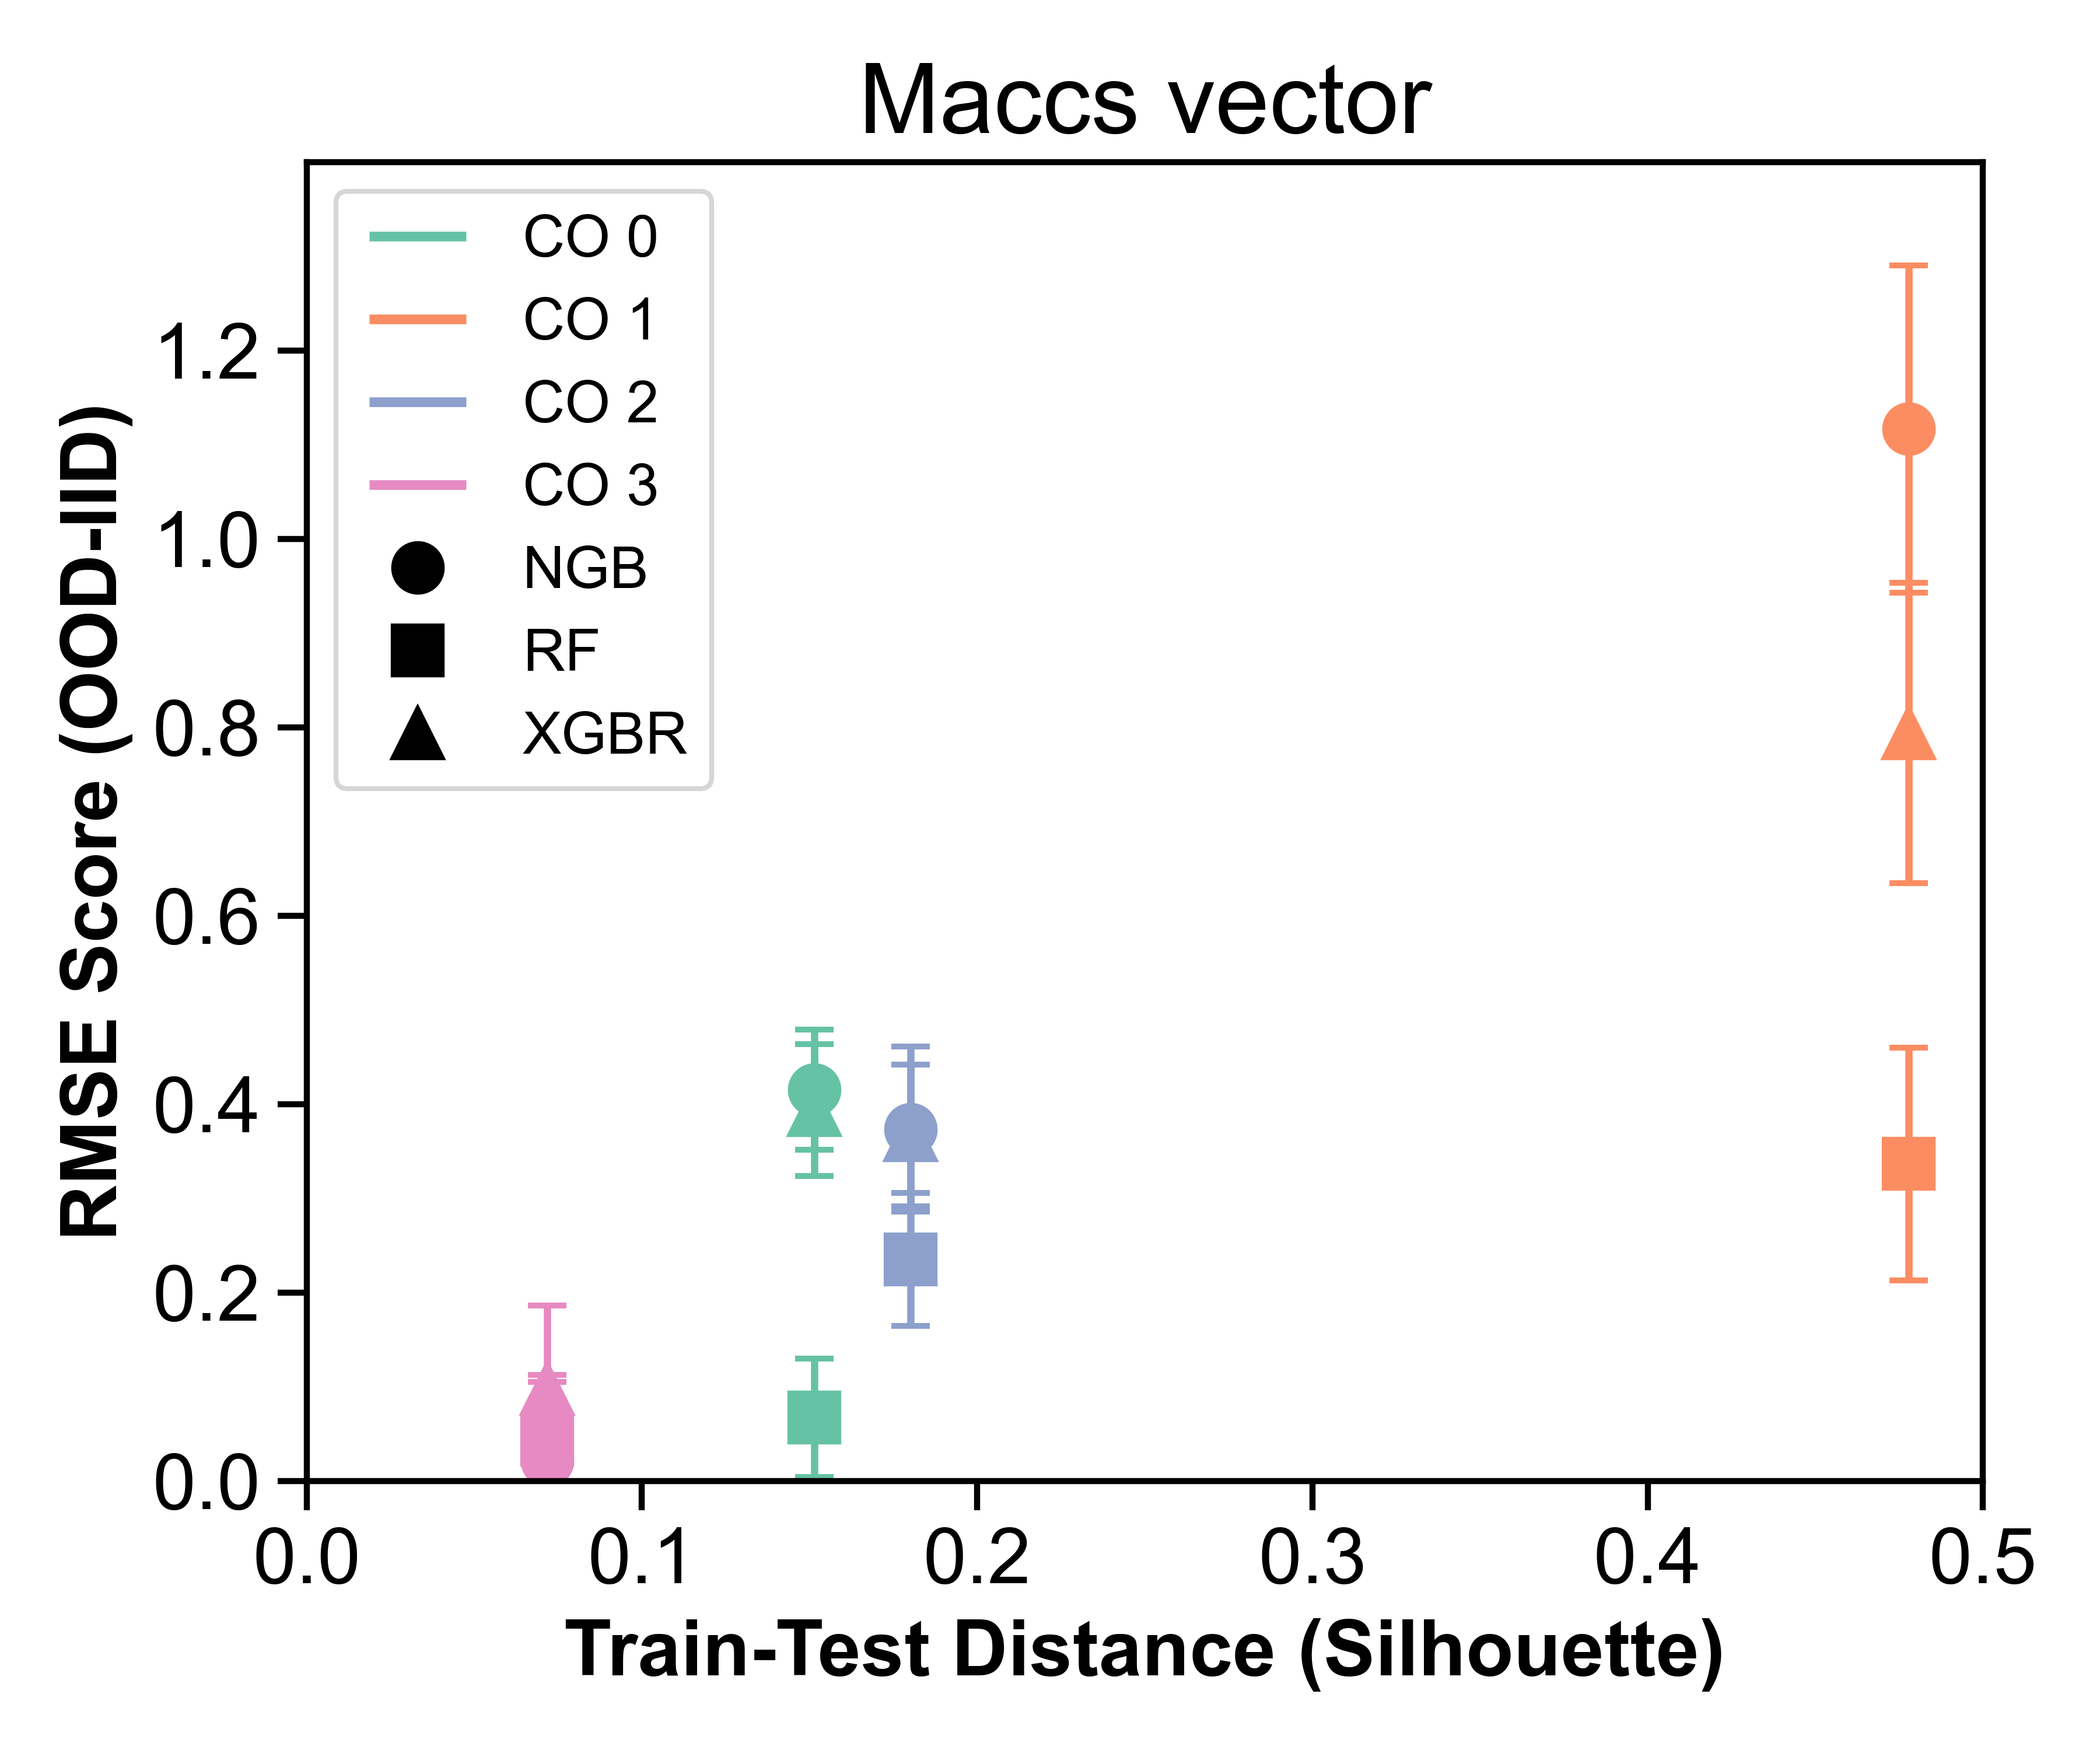 Maccs vector
CO 0
CO 1
CO 2
CO 3
NGB
RF
XGBR
RMSE Score (OOD-IID)
1.2
1.0
0.8
0.6
0.4
0.2
0.0
0.0 0.1 0.2 0.3 0.4 0.5
Train-Test Distance (Silhouette)